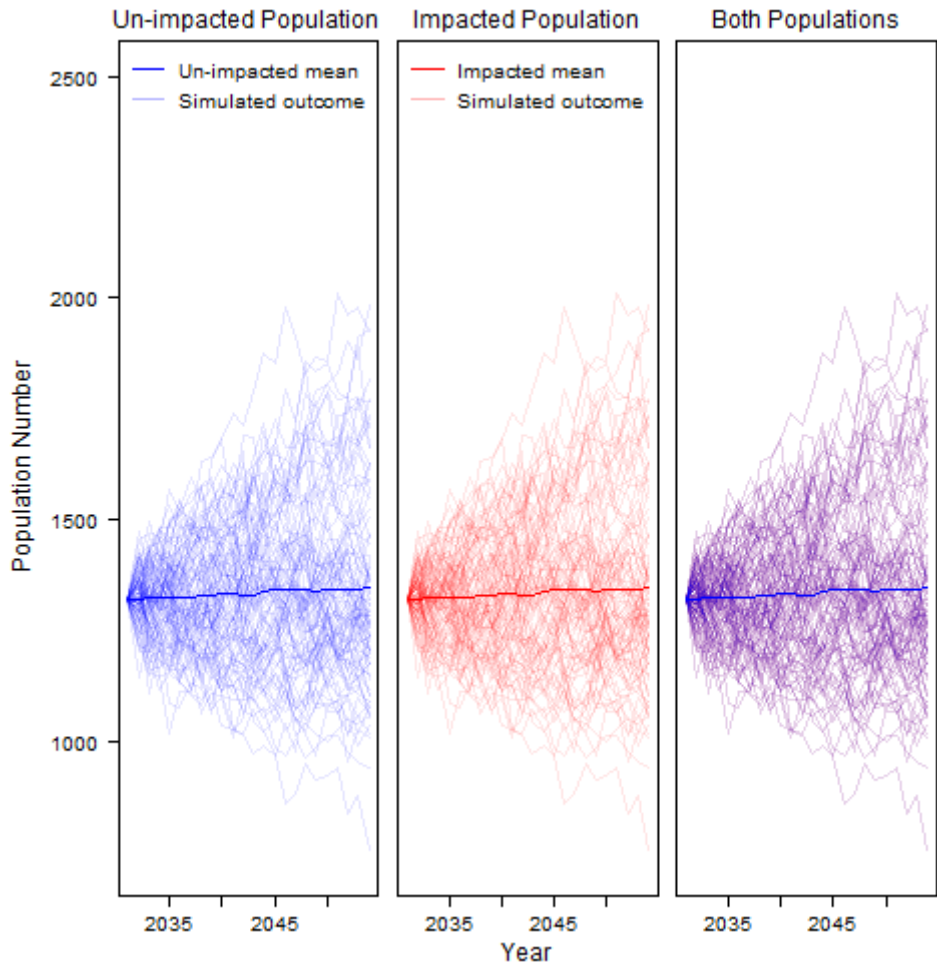 Un-impacted Population
Impacted Population
Both Populations
Un-impacted mean
Simulated outcome
Impacted mean
Simulated outcome
Population Number
2500
2000
1500
1000
2035
2045
2035
2045
2035
2045
Year